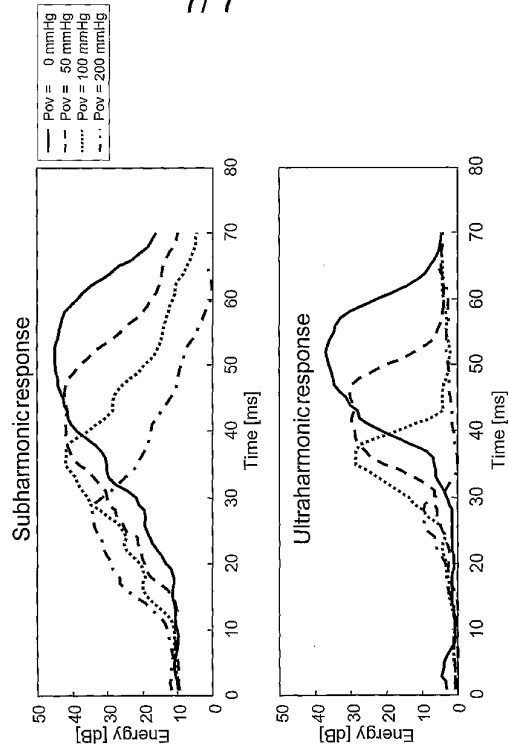 7/7
Pov = 0 mmHg
Pov = 50 mmHg
Pov = 100 mmHg
Pov = 200 mmHg
Subharmonic response
Energy [dB]
50
40
30
20
10
0
0 10 20 30 40 50 60 70 80
Time [ms]
Ultraharmonic response
Energy [dB]
50
40
30
20
10
0 10 20 30 40 50 60 70 80
Time [ms]